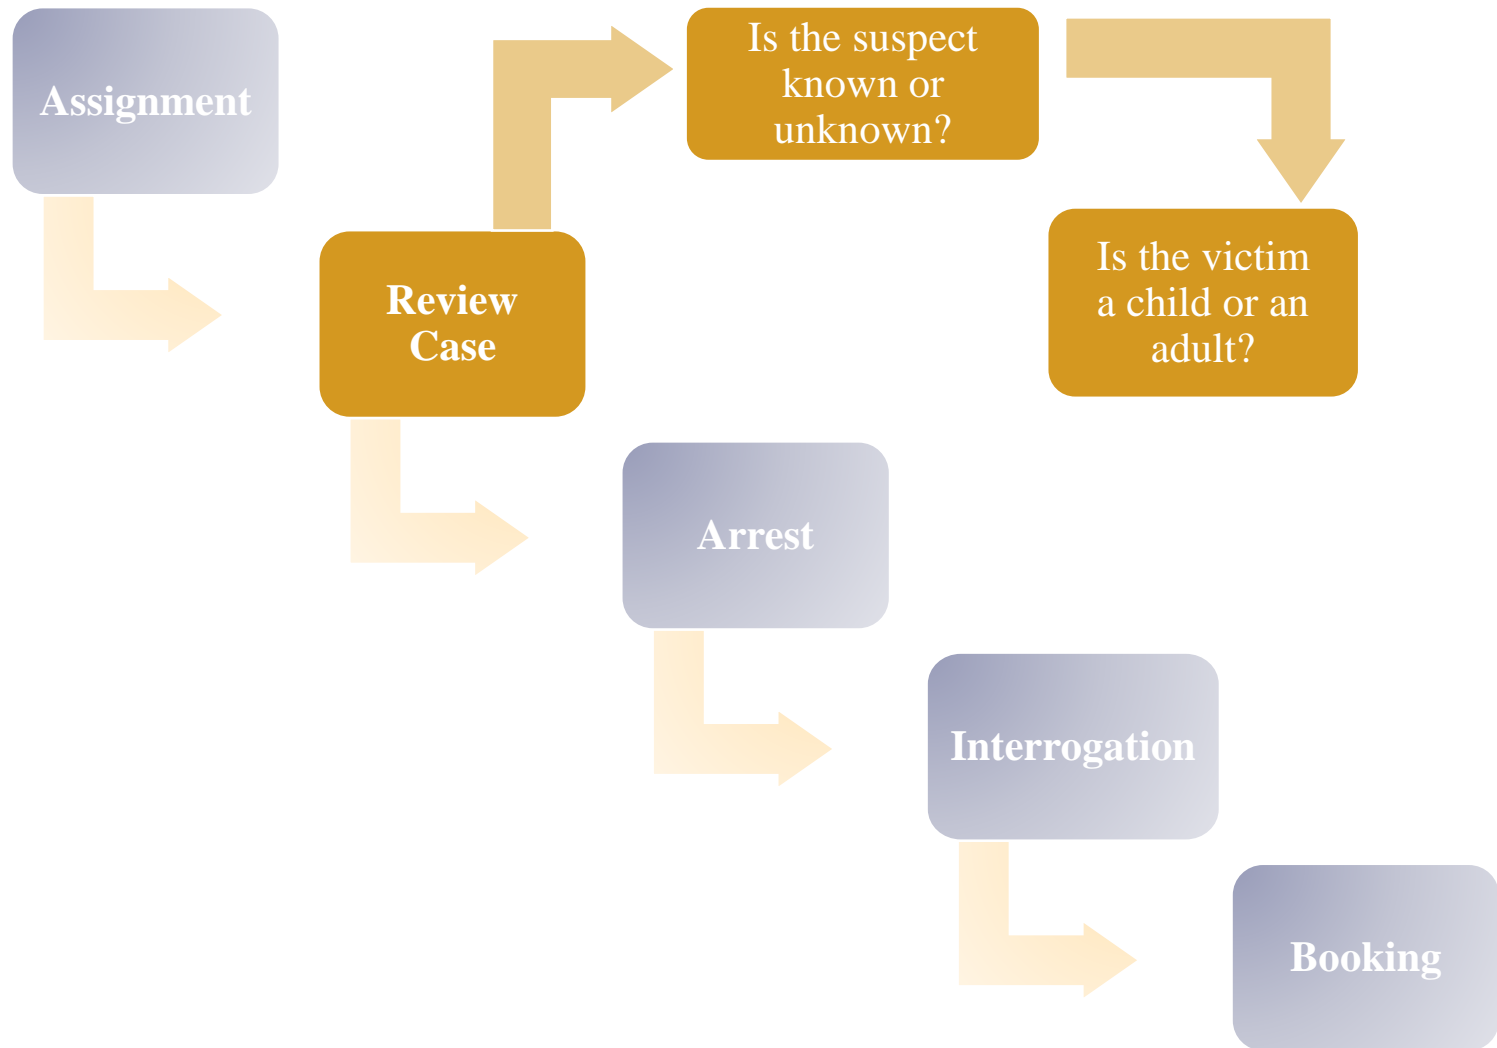 Assignment
Is the suspect
known or
unknown?
Is the victim
a child or an
adult?
Review
Case
Arrest
Interrogation
Booking